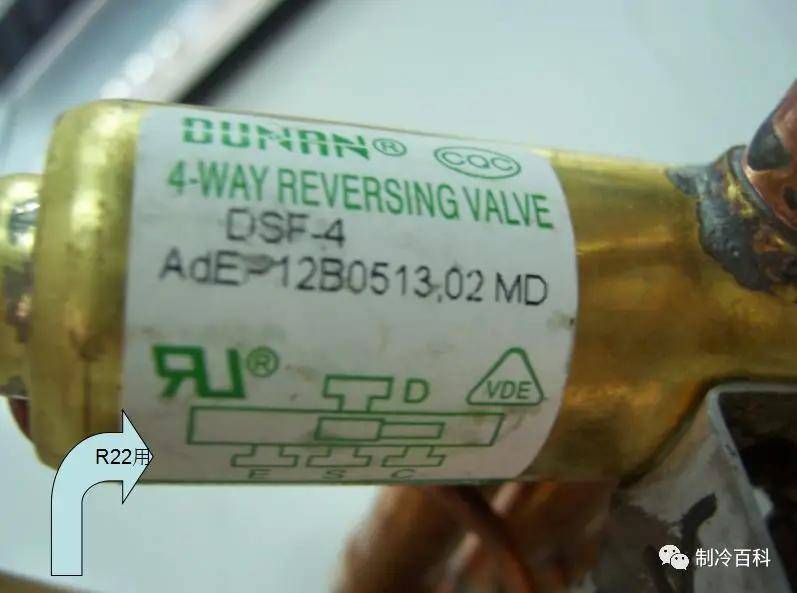 DUNAN®
CQC
4-WAY REVERSING VALVE
DSF-4
AdEP12B0513,02 MD
RU®
D
VDE
E S C
R22用
制冷百科